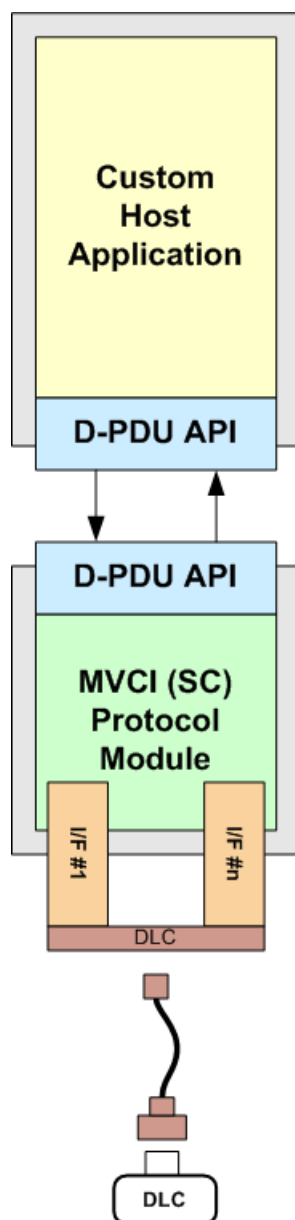 Custom
Host
Application
D-PDU API
D-PDU API
MVCI (SC)
Protocol
Module
I/F #1
I/F #n
DLC
DLC